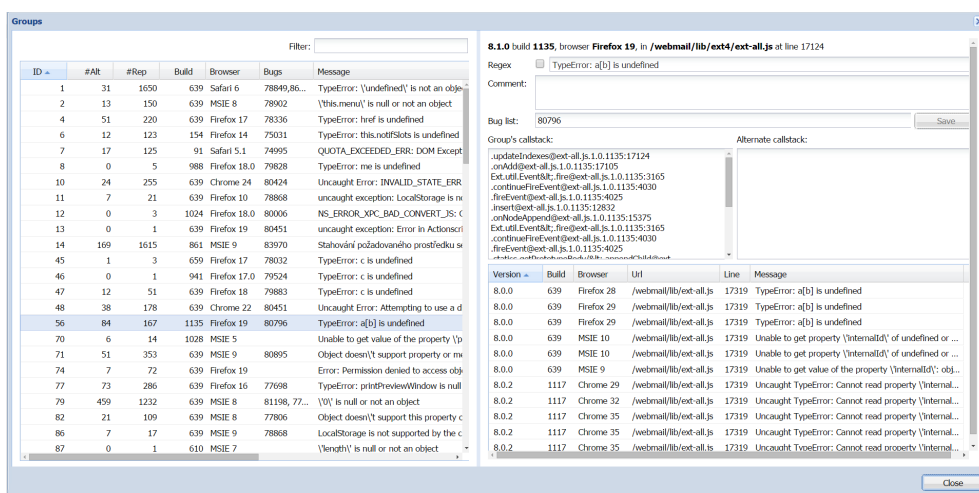 Groups
Filter:
ID #Alt #Rep Build Browser Bugs Message
1 31 1650 639 Safari 6 78849,86... TypeError: \'undefined\' is not an obje
2 13 150 639 MSIE 8 78902 \'this.menu\' is null or not an object
4 51 220 639 Firefox 17 78336 TypeError: href is undefined
6 12 123 154 Firefox 14 75031 TypeError: this.notifSlots is undefined
7 17 125 91 Safari 5.1 74995 QUOTA_EXCEEDED_ERR: DOM Except
8 0 5 988 Firefox 18.0 79828 TypeError: me is undefined
10 24 255 639 Chrome 24 80424 Uncaught Error: INVALID_STATE_ERR
11 7 21 639 Firefox 10 78868 uncaught exception: LocalStorage is n
12 0 3 1024 Firefox 18.0 80006 NS_ERROR_XPC_BAD_CONVERT_JS: C
13 0 1 639 Firefox 19 80451 uncaught exception: Error in Actionscri
14 169 1615 861 MSIE 9 83970 Stahování požadovaného prostředku se
45 1 3 659 Firefox 17 78032 TypeError: c is undefined
46 0 1 941 Firefox 17.0 79524 TypeError: c is undefined
47 12 51 639 Firefox 18 79883 TypeError: c is undefined
48 38 178 639 Chrome 22 80451 Uncaught Error: Attempting to use a d
56 84 167 1135 Firefox 19 80796 TypeError: a[b] is undefined
70 6 14 1028 MSIE 5 Unable to get value of the property \'p
71 51 353 639 MSIE 9 80895 Object doesn\'t support property or me
74 7 72 639 Firefox 19 Error: Permission denied to access obj
77 73 286 639 Firefox 16 77698 TypeError: printPreviewWindow is null
79 459 1232 639 MSIE 8 81198, 77... \'0\' is null or not an object
82 21 109 639 MSIE 8 77806 Object doesn\'t support this property c
86 7 17 639 MSIE 9 78868 LocalStorage is not supported by the c
87 0 1 610 MSIE 7 \'length\' is null or not an object
8.1.0 build 1135, browser Firefox 19, in /webmail/lib/ext4/ext-all.js at line 17124
Regex TypeError: a[b] is undefined
Comment:
Bug list: 80796 Save
Group's callstack: Alternate callstack:
.updateIndexes@ext-all.js.1.0.1135:17124
.onAdd@ext-all.js.1.0.1135:17105
Ext.util.Event&lt;.fire@ext-all.js.1.0.1135:3165
.continueFireEvent@ext-all.js.1.0.1135:4030
.fireEvent@ext-all.js.1.0.1135:4025
.insert@ext-all.js.1.0.1135:12832
.onNodeAppend@ext-all.js.1.0.1135:15375
Ext.util.Event&lt;.fire@ext-all.js.1.0.1135:3165
.continueFireEvent@ext-all.js.1.0.1135:4030
.fireEvent@ext-all.js.1.0.1135:4025
.statics.getPrototypeBody/&lt;.appendChild@ext
Version Build Browser Url Line Message
8.0.0 639 Firefox 28 /webmail/lib/ext-all.js 17319 TypeError: a[b] is undefined
8.0.0 639 Firefox 29 /webmail/lib/ext-all.js 17319 TypeError: a[b] is undefined
8.0.0 639 Firefox 29 /webmail/lib/ext-all.js 17319 TypeError: a[b] is undefined
8.0.0 639 MSIE 10 /webmail/lib/ext-all.js 17319 Unable to get property \'internalId\' of undefined or ...
8.0.0 639 MSIE 10 /webmail/lib/ext-all.js 17319 Unable to get property \'internalId\' of undefined or ...
8.0.0 639 MSIE 9 /webmail/lib/ext-all.js 17319 Unable to get value of the property \'internalId\': obj...
8.0.2 1117 Chrome 29 /webmail/lib/ext-all.js 17319 Uncaught TypeError: Cannot read property \'internal...
8.0.2 1117 Chrome 32 /webmail/lib/ext-all.js 17319 Uncaught TypeError: Cannot read property \'internal...
8.0.2 1117 Chrome 35 /webmail/lib/ext-all.js 17319 Uncaught TypeError: Cannot read property \'internal...
8.0.2 1117 Chrome 35 /webmail/lib/ext-all.js 17319 Uncaught TypeError: Cannot read property \'internal...
8.0.2 1117 Chrome 35 /webmail/lib/ext-all.js 17319 Uncaught TypeError: Cannot read property \'internal...
Close